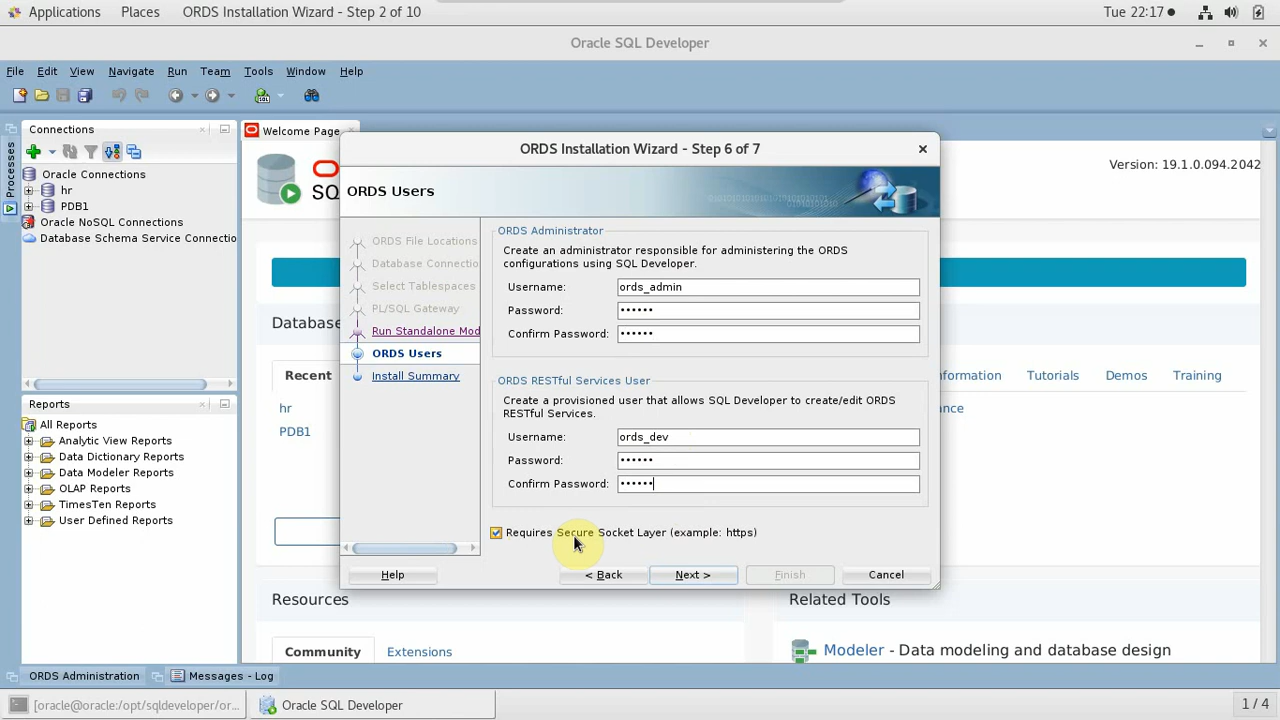 Applications Places ORDS Installation Wizard - Step 2 of 10 Tue 22:17
Oracle SQL Developer
File Edit View Navigate Run Team Tools Window Help
Connections
Welcome Page
Version: 19.1.0.094.2042
Processes
Oracle Connections
hr
PDB1
Oracle NoSQL Connections
Database Schema Service Connectio
Reports
All Reports
Analytic View Reports
Data Dictionary Reports
Data Modeler Reports
OLAP Reports
TimesTen Reports
User Defined Reports
SQ
Databas
Recent
hr
PDB1
ORDS Installation Wizard - Step 6 of 7
ORDS Users
ORDS File Locations
Database Connectio
Select Tablespaces
PL/SQL Gateway
Run Standalone Mod
ORDS Users
Install Summary
ORDS Administrator
Create an administrator responsible for administering the ORDS
configurations using SQL Developer.
Username: ords_admin
Password: ••••••
Confirm Password: ••••••
ORDS RESTful Services User
Create a provisioned user that allows SQL Developer to create/edit ORDS
RESTful Services.
Username: ords_dev
Password: ••••••
Confirm Password: ••••••
Requires Secure Socket Layer (example: https)
Help < Back Next > Finish Cancel
formation Tutorials Demos Training
nce
Resources
Community Extensions
Related Tools
Modeler - Data modeling and database design
ORDS Administration Messages - Log
[oracle@oracle:/opt/sqldeveloper/or... Oracle SQL Developer 1 / 4